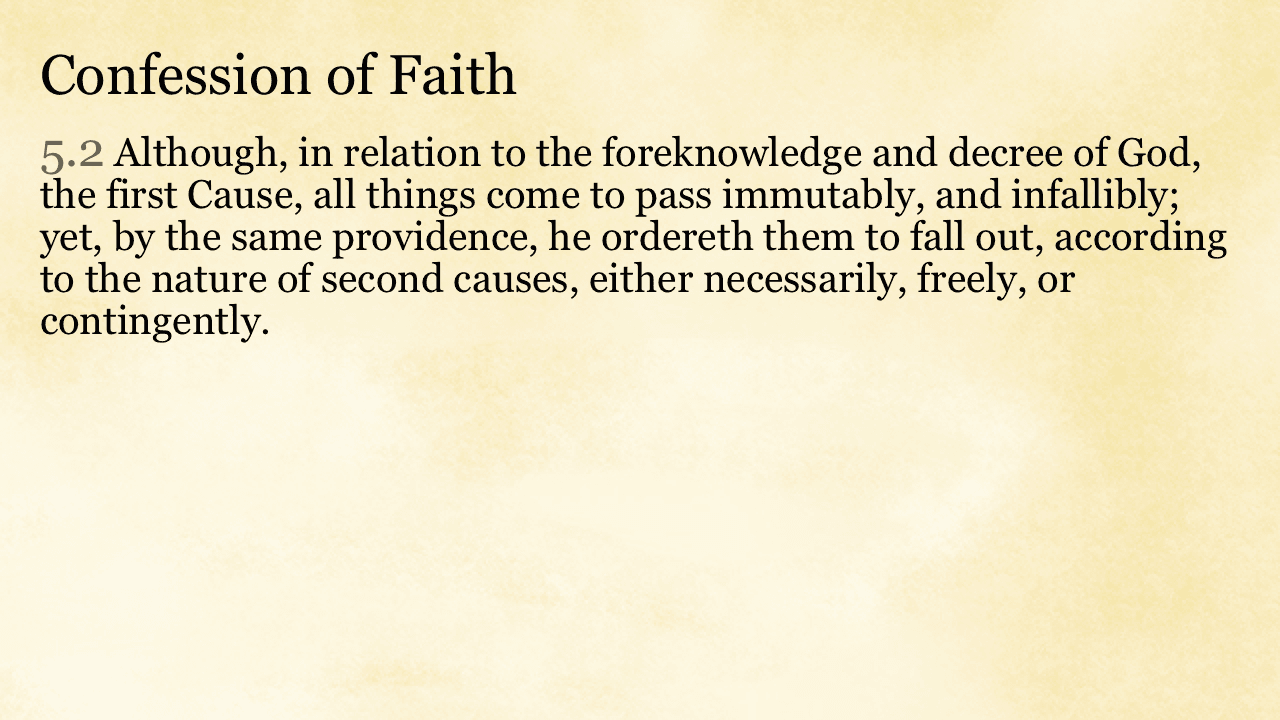 Confession of Faith
5.2 Although, in relation to the foreknowledge and decree of God,
the first Cause, all things come to pass immutably, and infallibly;
yet, by the same providence, he ordereth them to fall out, according
to the nature of second causes, either necessarily, freely, or
contingently.